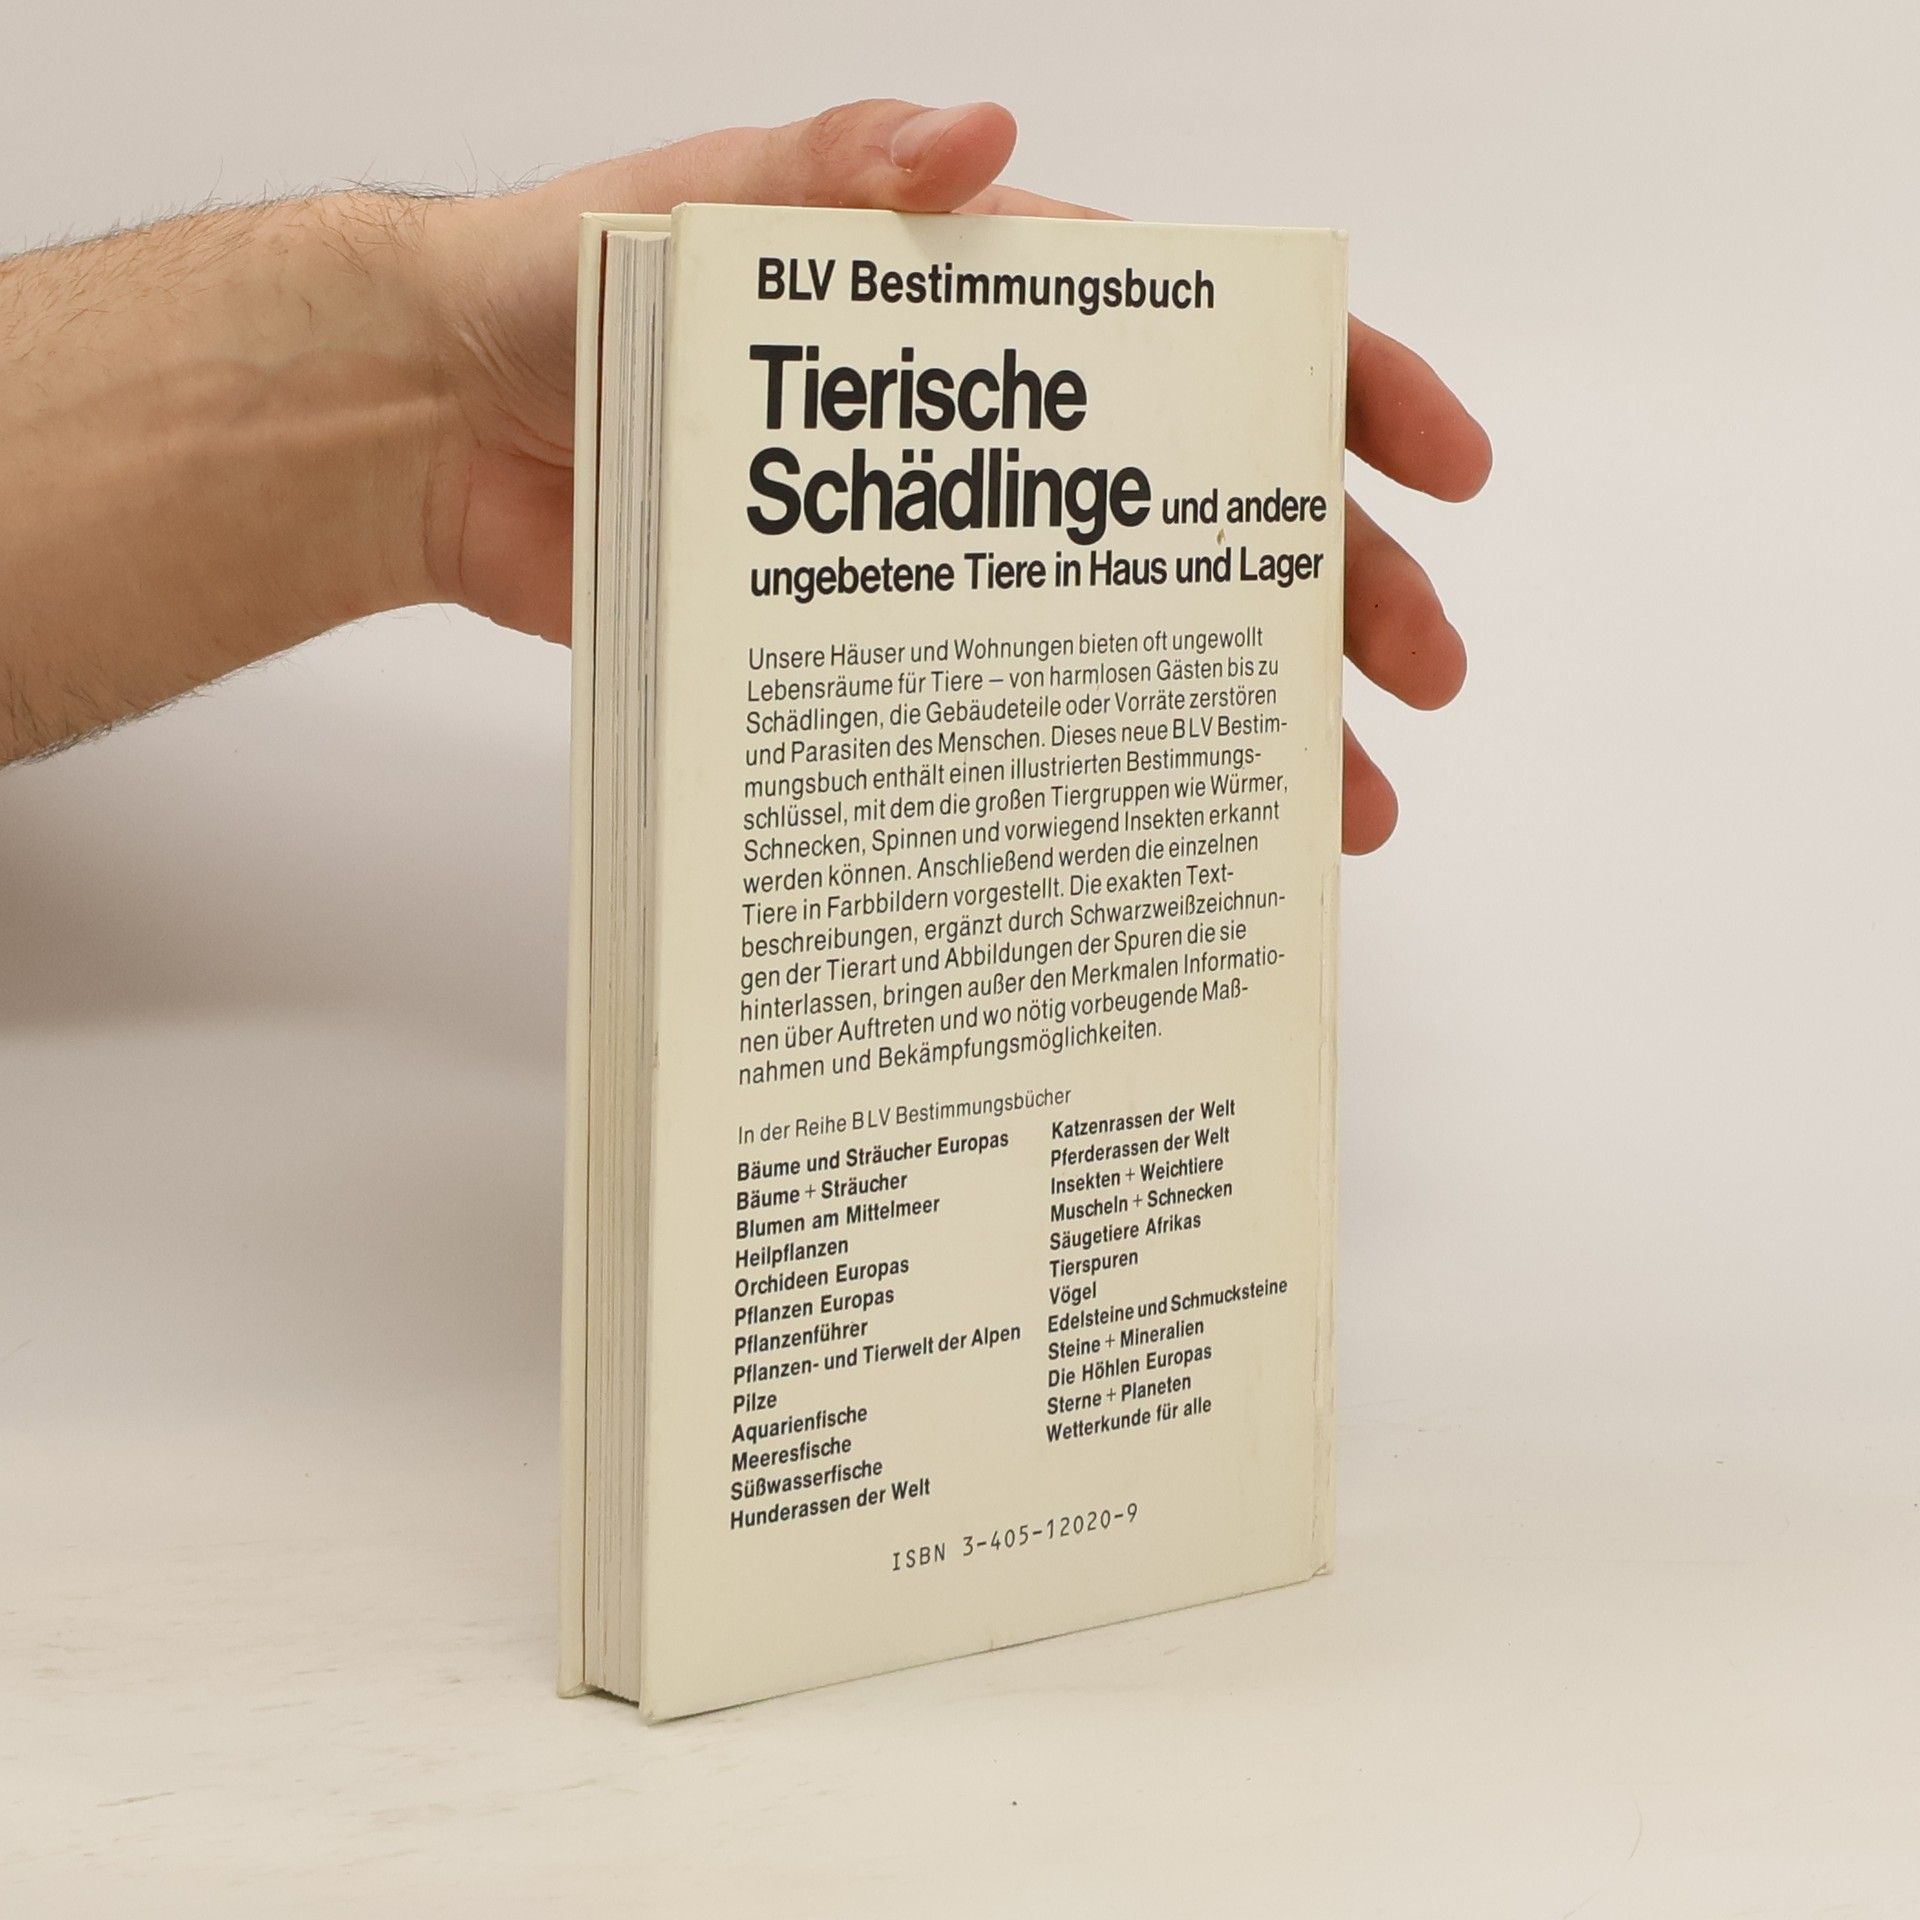 BLV Bestimmungsbuch
Tierische
Schädlinge und andere
ungebetene Tiere in Haus und Lager
Unsere Häuser und Wohnungen bieten oft ungewollt
Lebensräume für Tiere – von harmlosen Gästen bis zu
Schädlingen, die Gebäudeteile oder Vorräte zerstören
und Parasiten des Menschen. Dieses neue BLV Bestim-
mungsbuch enthält einen illustrierten Bestimmungs-
schlüssel, mit dem die großen Tiergruppen wie Würmer,
Schnecken, Spinnen und vorwiegend Insekten erkannt
werden können. Anschließend werden die einzelnen
Tiere in Farbbildern vorgestellt. Die exakten Text-
beschreibungen, ergänzt durch Schwarzweißzeichnun-
gen der Tierart und Abbildungen der Spuren die sie
hinterlassen, bringen außer den Merkmalen Informatio-
nen über Auftreten und wo nötig vorbeugende Maß-
nahmen und Bekämpfungsmöglichkeiten.
In der Reihe BLV Bestimmungsbücher
Bäume und Sträucher Europas
Bäume + Sträucher
Blumen am Mittelmeer
Heilpflanzen
Orchideen Europas
Pflanzen Europas
Pflanzenführer
Pflanzen- und Tierwelt der Alpen
Pilze
Aquarienfische
Meeresfische
Süßwasserfische
Hunderassen der Welt
Katzenrassen der Welt
Pferderassen der Welt
Insekten + Weichtiere
Muscheln + Schnecken
Säugetiere Afrikas
Tierspuren
Vögel
Edelsteine und Schmucksteine
Steine + Mineralien
Die Höhlen Europas
Sterne + Planeten
Wetterkunde für alle
ISBN 3-405-12020-9